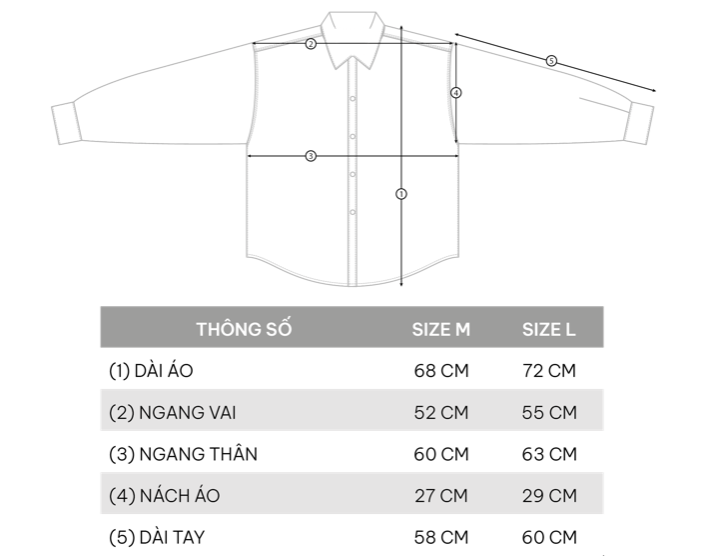 2
5
4
3
1
THÔNG SỐ SIZE M SIZE L
(1) DÀI ÁO 68 CM 72 CM
(2) NGANG VAI 52 CM 55 CM
(3) NGANG THÂN 60 CM 63 CM
(4) NÁCH ÁO 27 CM 29 CM
(5) DÀI TAY 58 CM 60 CM